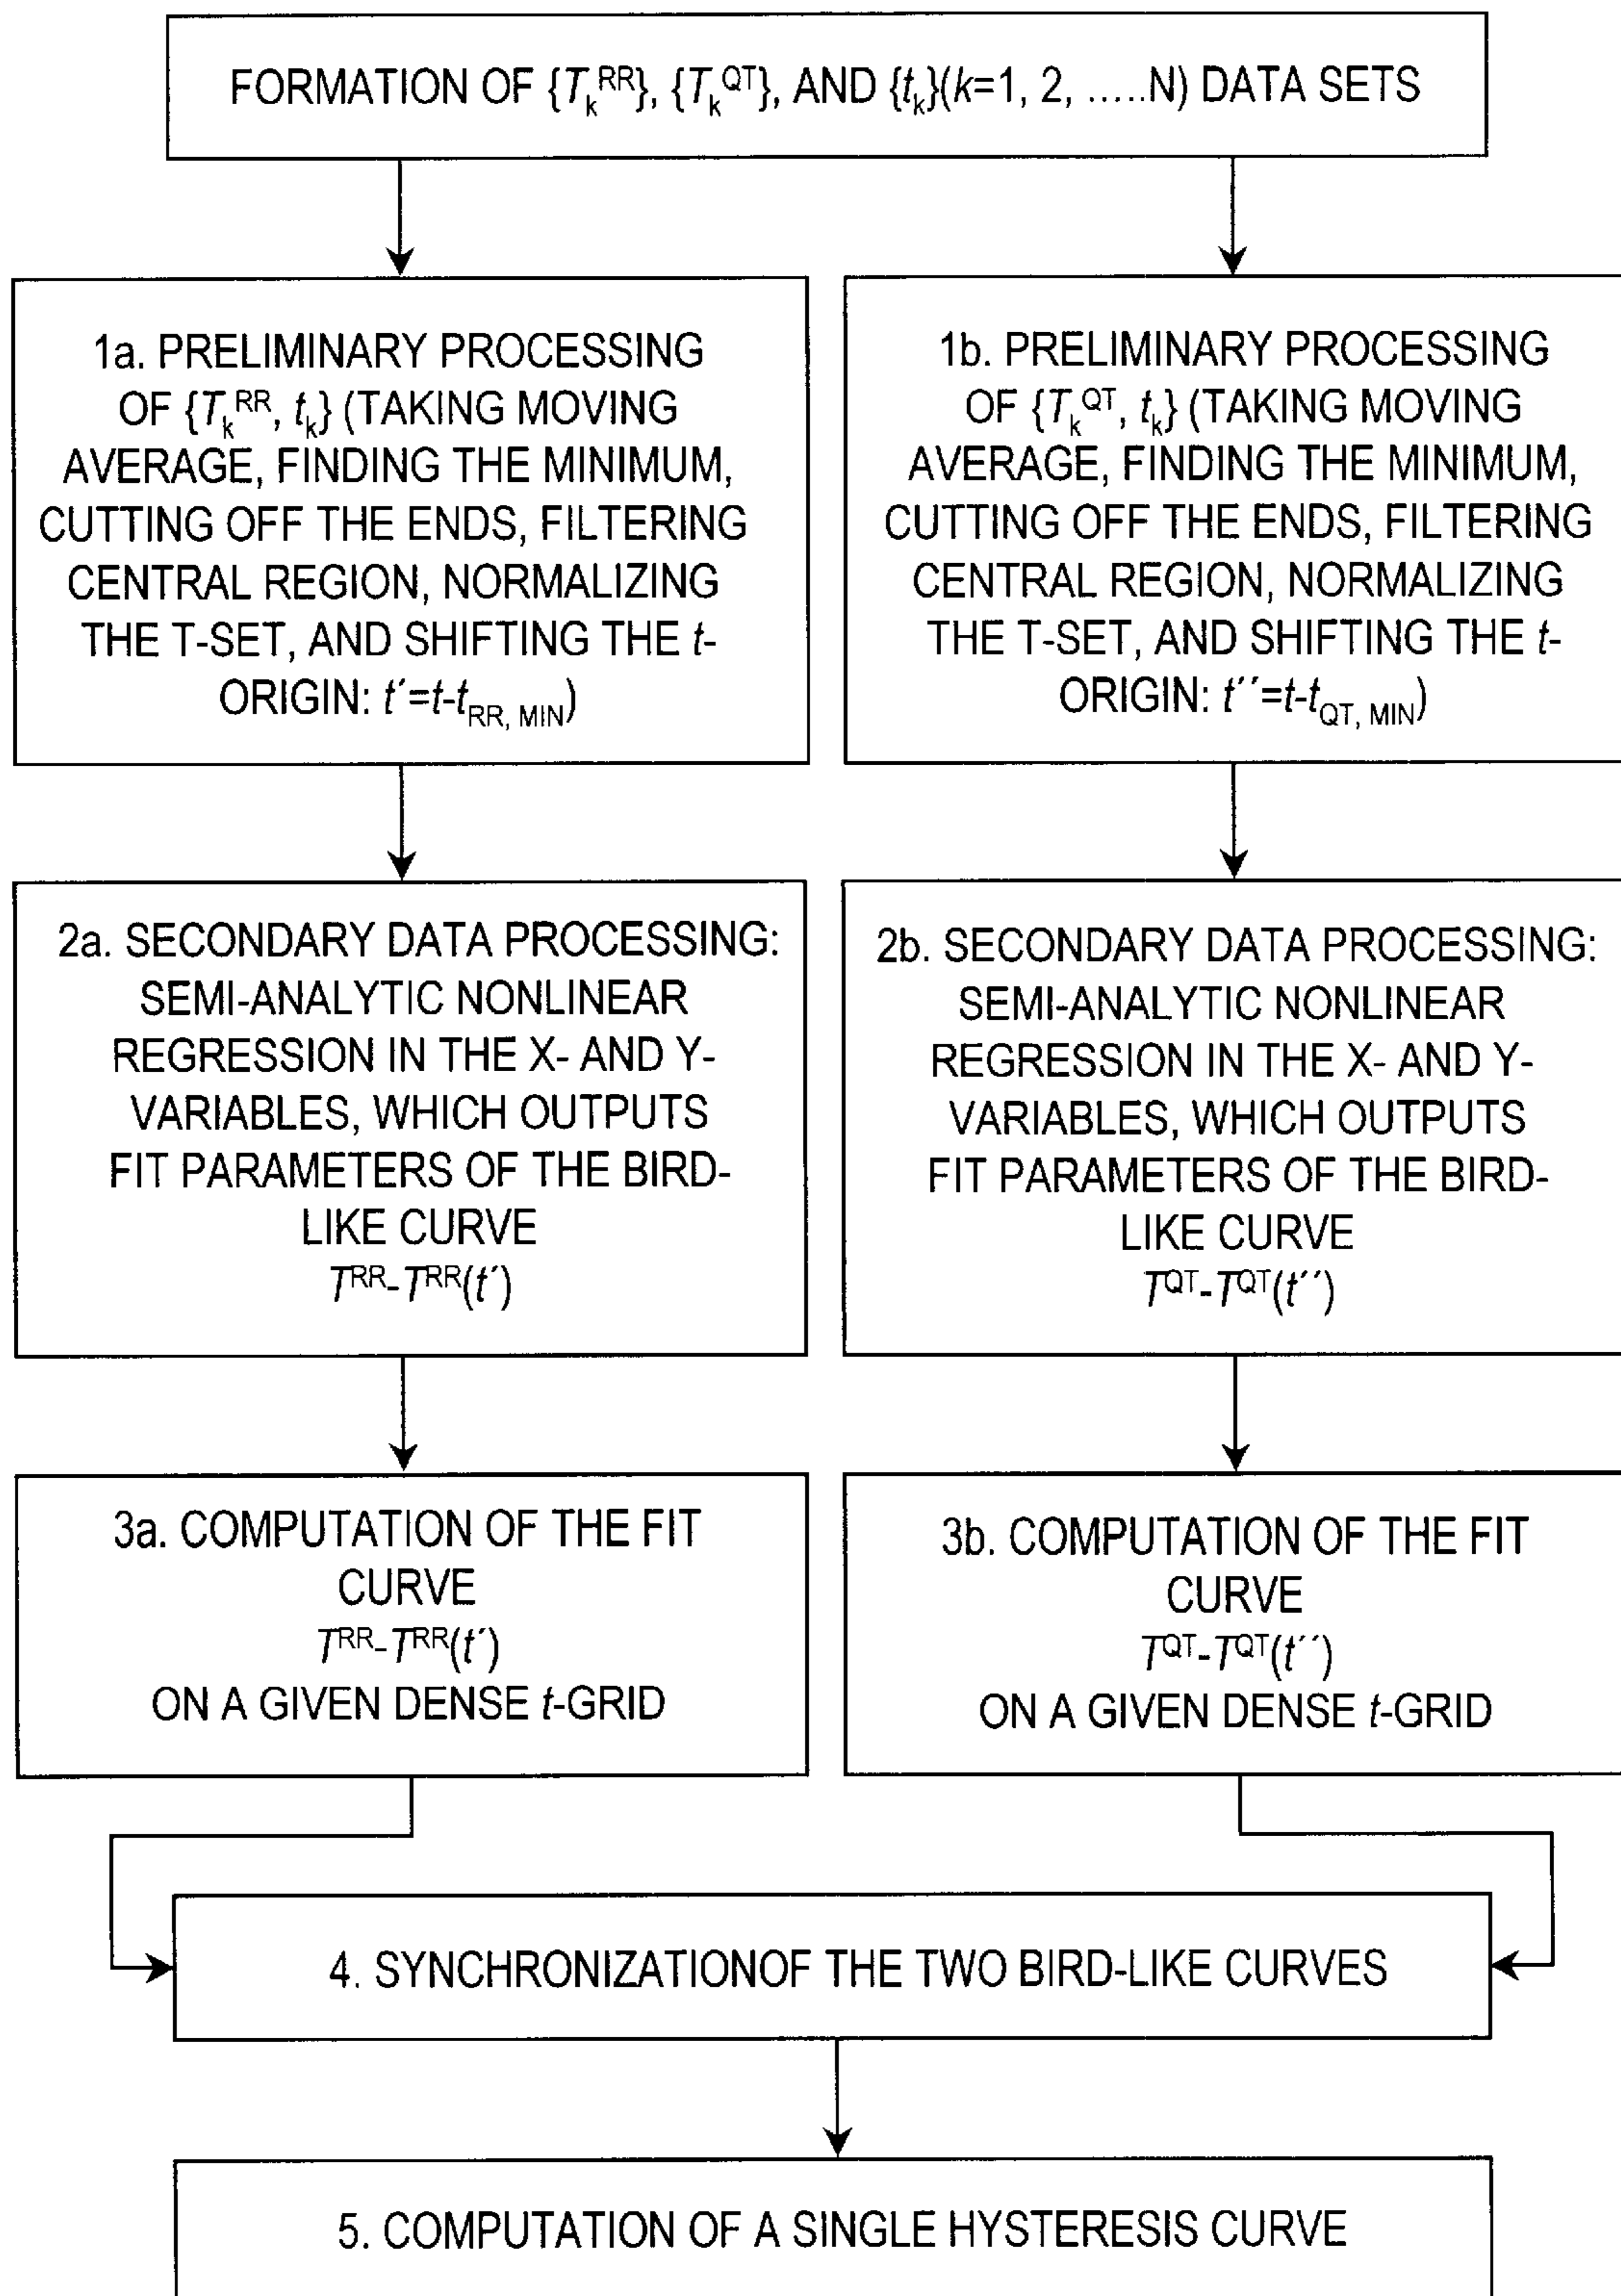 FORMATION OF {T_k^RR}, {T_k^QT}, AND {t_k}(k=1, 2, .....N) DATA SETS
1a. PRELIMINARY PROCESSING
OF {T_k^RR, t_k} (TAKING MOVING
AVERAGE, FINDING THE MINIMUM,
CUTTING OFF THE ENDS, FILTERING
CENTRAL REGION, NORMALIZING
THE T-SET, AND SHIFTING THE t-
ORIGIN: t´=t-t_RR, MIN)
1b. PRELIMINARY PROCESSING
OF {T_k^QT, t_k} (TAKING MOVING
AVERAGE, FINDING THE MINIMUM,
CUTTING OFF THE ENDS, FILTERING
CENTRAL REGION, NORMALIZING
THE T-SET, AND SHIFTING THE t-
ORIGIN: t´´=t-t_QT, MIN)
2a. SECONDARY DATA PROCESSING:
SEMI-ANALYTIC NONLINEAR
REGRESSION IN THE X- AND Y-
VARIABLES, WHICH OUTPUTS
FIT PARAMETERS OF THE BIRD-
LIKE CURVE
T^RR-T^RR(t´)
2b. SECONDARY DATA PROCESSING:
SEMI-ANALYTIC NONLINEAR
REGRESSION IN THE X- AND Y-
VARIABLES, WHICH OUTPUTS
FIT PARAMETERS OF THE BIRD-
LIKE CURVE
T^QT-T^QT(t´´)
3a. COMPUTATION OF THE FIT
CURVE
T^RR-T^RR(t´)
ON A GIVEN DENSE t-GRID
3b. COMPUTATION OF THE FIT
CURVE
T^QT-T^QT(t´´)
ON A GIVEN DENSE t-GRID
4. SYNCHRONIZATIONOF THE TWO BIRD-LIKE CURVES
5. COMPUTATION OF A SINGLE HYSTERESIS CURVE